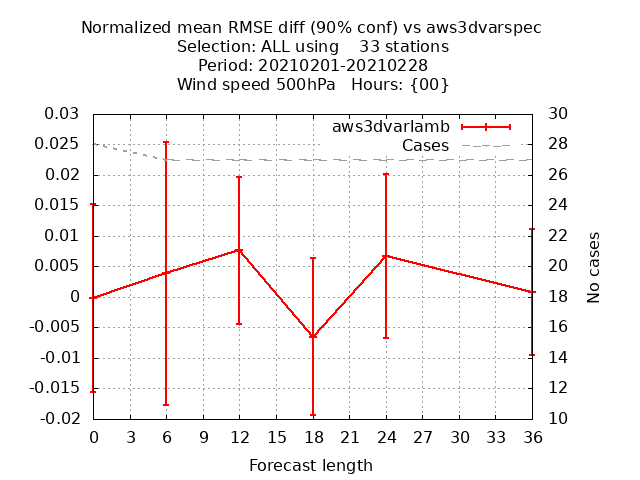 Normalized mean RMSE diff (90% conf) vs aws3dvarspec
Selection: ALL using    33 stations
Period: 20210201-20210228
Wind speed 500hPa   Hours: {00}
aws3dvarlamb
Cases
0.03
0.025
0.02
0.015
0.01
0.005
0
-0.005
-0.01
-0.015
-0.02
30
28
26
24
22
20
18
16
14
12
10
No cases
0 3 6 9 12 15 18 21 24 27 30 33 36
Forecast length